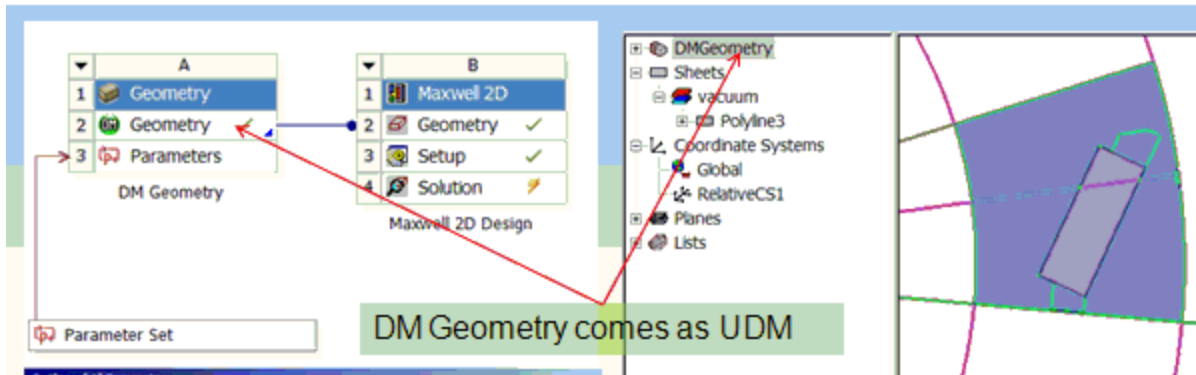 A
1 Geometry
2 Geometry
3 Parameters
DM Geometry
B
1 Maxwell 2D
2 Geometry
3 Setup
4 Solution
Maxwell 2D Design
Parameter Set
DMGeometry
Sheets
vacuum
Polyline3
Coordinate Systems
Global
RelativeCS1
Planes
Lists
DM Geometry comes as UDM